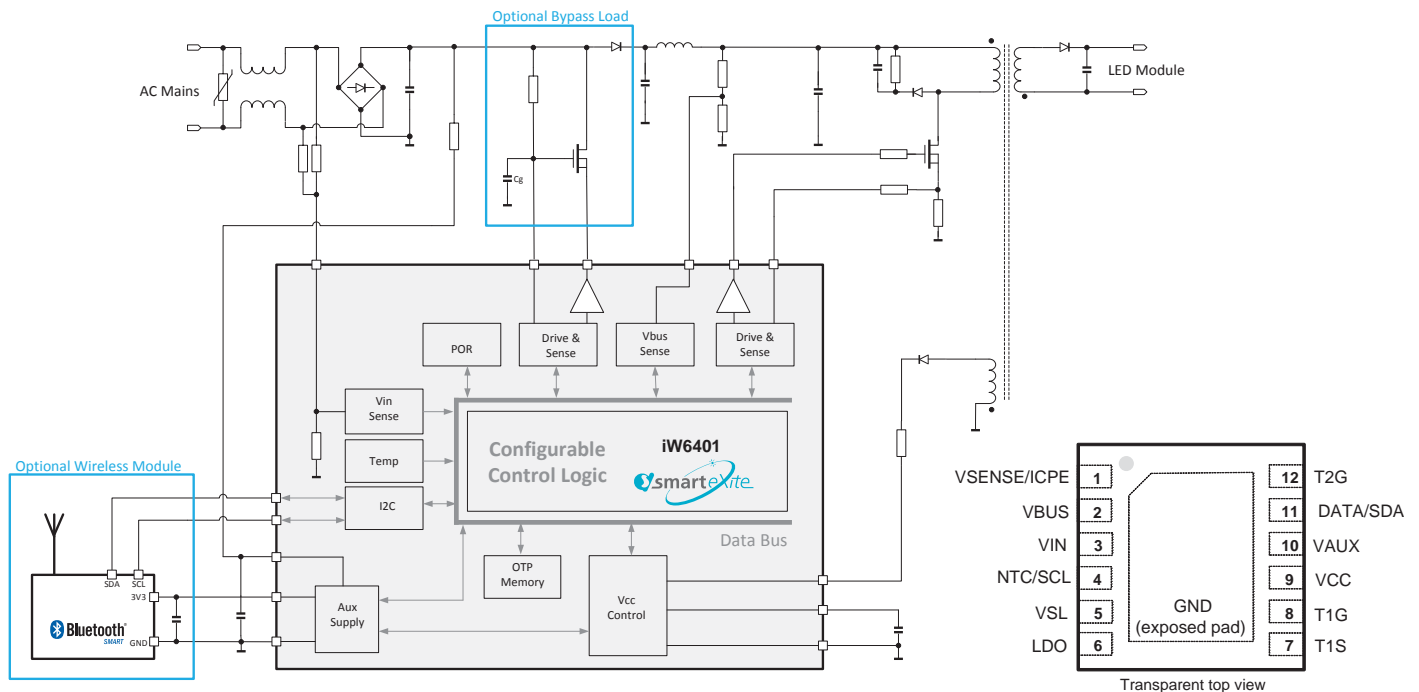 Optional Bypass Load
AC Mains
LED Module
Cg
POR
Drive &
Sense
Vbus
Sense
Drive &
Sense
Vin
Sense
Temp
I2C
Configurable
Control Logic
iW6401
smarteXite
Data Bus
OTP
Memory
Aux
Supply
Vcc
Control
Optional Wireless Module
SDA
SCL
3V3
GND
Bluetooth®
SMART
VSENSE/ICPE 1
VBUS 2
VIN 3
NTC/SCL 4
VSL 5
LDO 6
12 T2G
11 DATA/SDA
10 VAUX
9 VCC
8 T1G
7 T1S
GND
(exposed pad)
Transparent top view